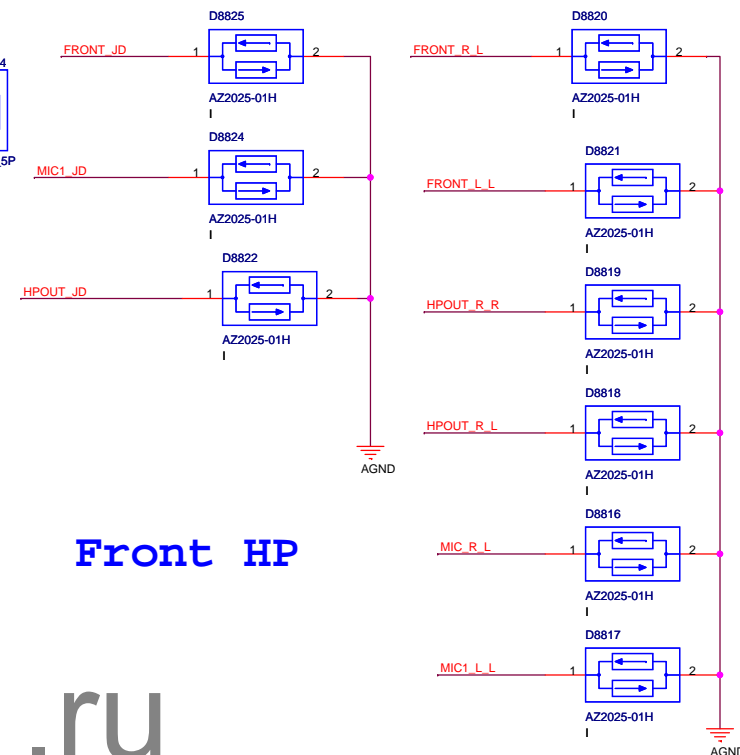 D8825
FRONT_JD
1
2
AZ2025-01H
I
D8824
MIC1_JD
1
2
AZ2025-01H
I
D8822
HPOUT_JD
1
2
AZ2025-01H
I
AGND
4
5P
D8820
FRONT_R_L
1
2
AZ2025-01H
I
D8821
FRONT_L_L
1
2
AZ2025-01H
I
D8819
HPOUT_R_R
1
2
AZ2025-01H
I
D8818
HPOUT_R_L
1
2
AZ2025-01H
I
D8816
MIC_R_L
1
2
AZ2025-01H
I
D8817
MIC1_L_L
1
2
AZ2025-01H
I
AGND
Front HP
.ru